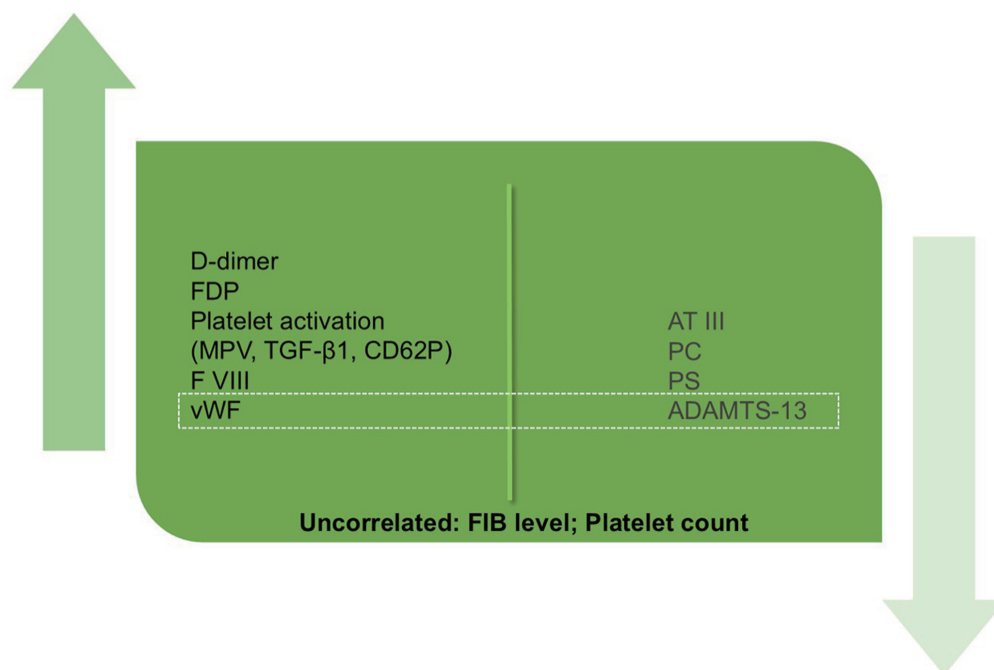 D-dimer
FDP
Platelet activation
(MPV, TGF-β1, CD62P)
F VIII
vWF
AT III
PC
PS
ADAMTS-13
Uncorrelated: FIB level; Platelet count